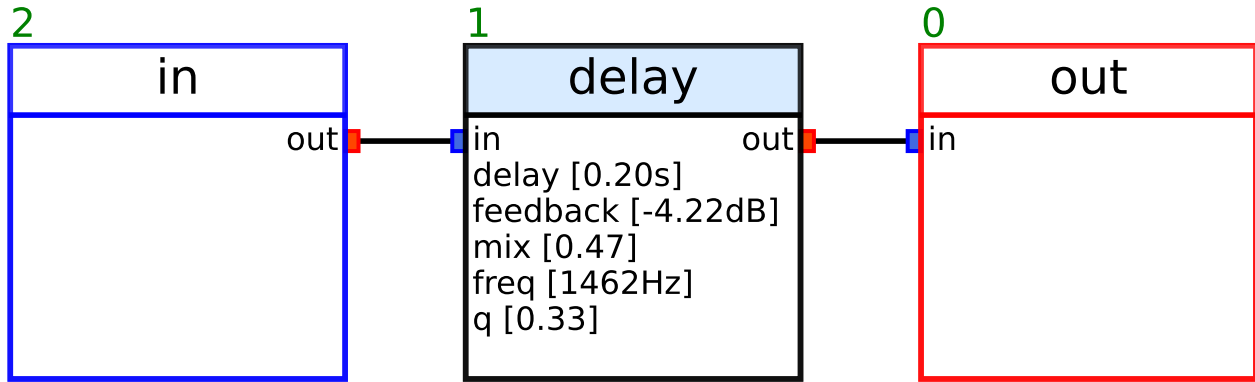 2
in
out
1
delay
in
out
delay [0.20s]
feedback [-4.22dB]
mix [0.47]
freq [1462Hz]
q [0.33]
0
out
in